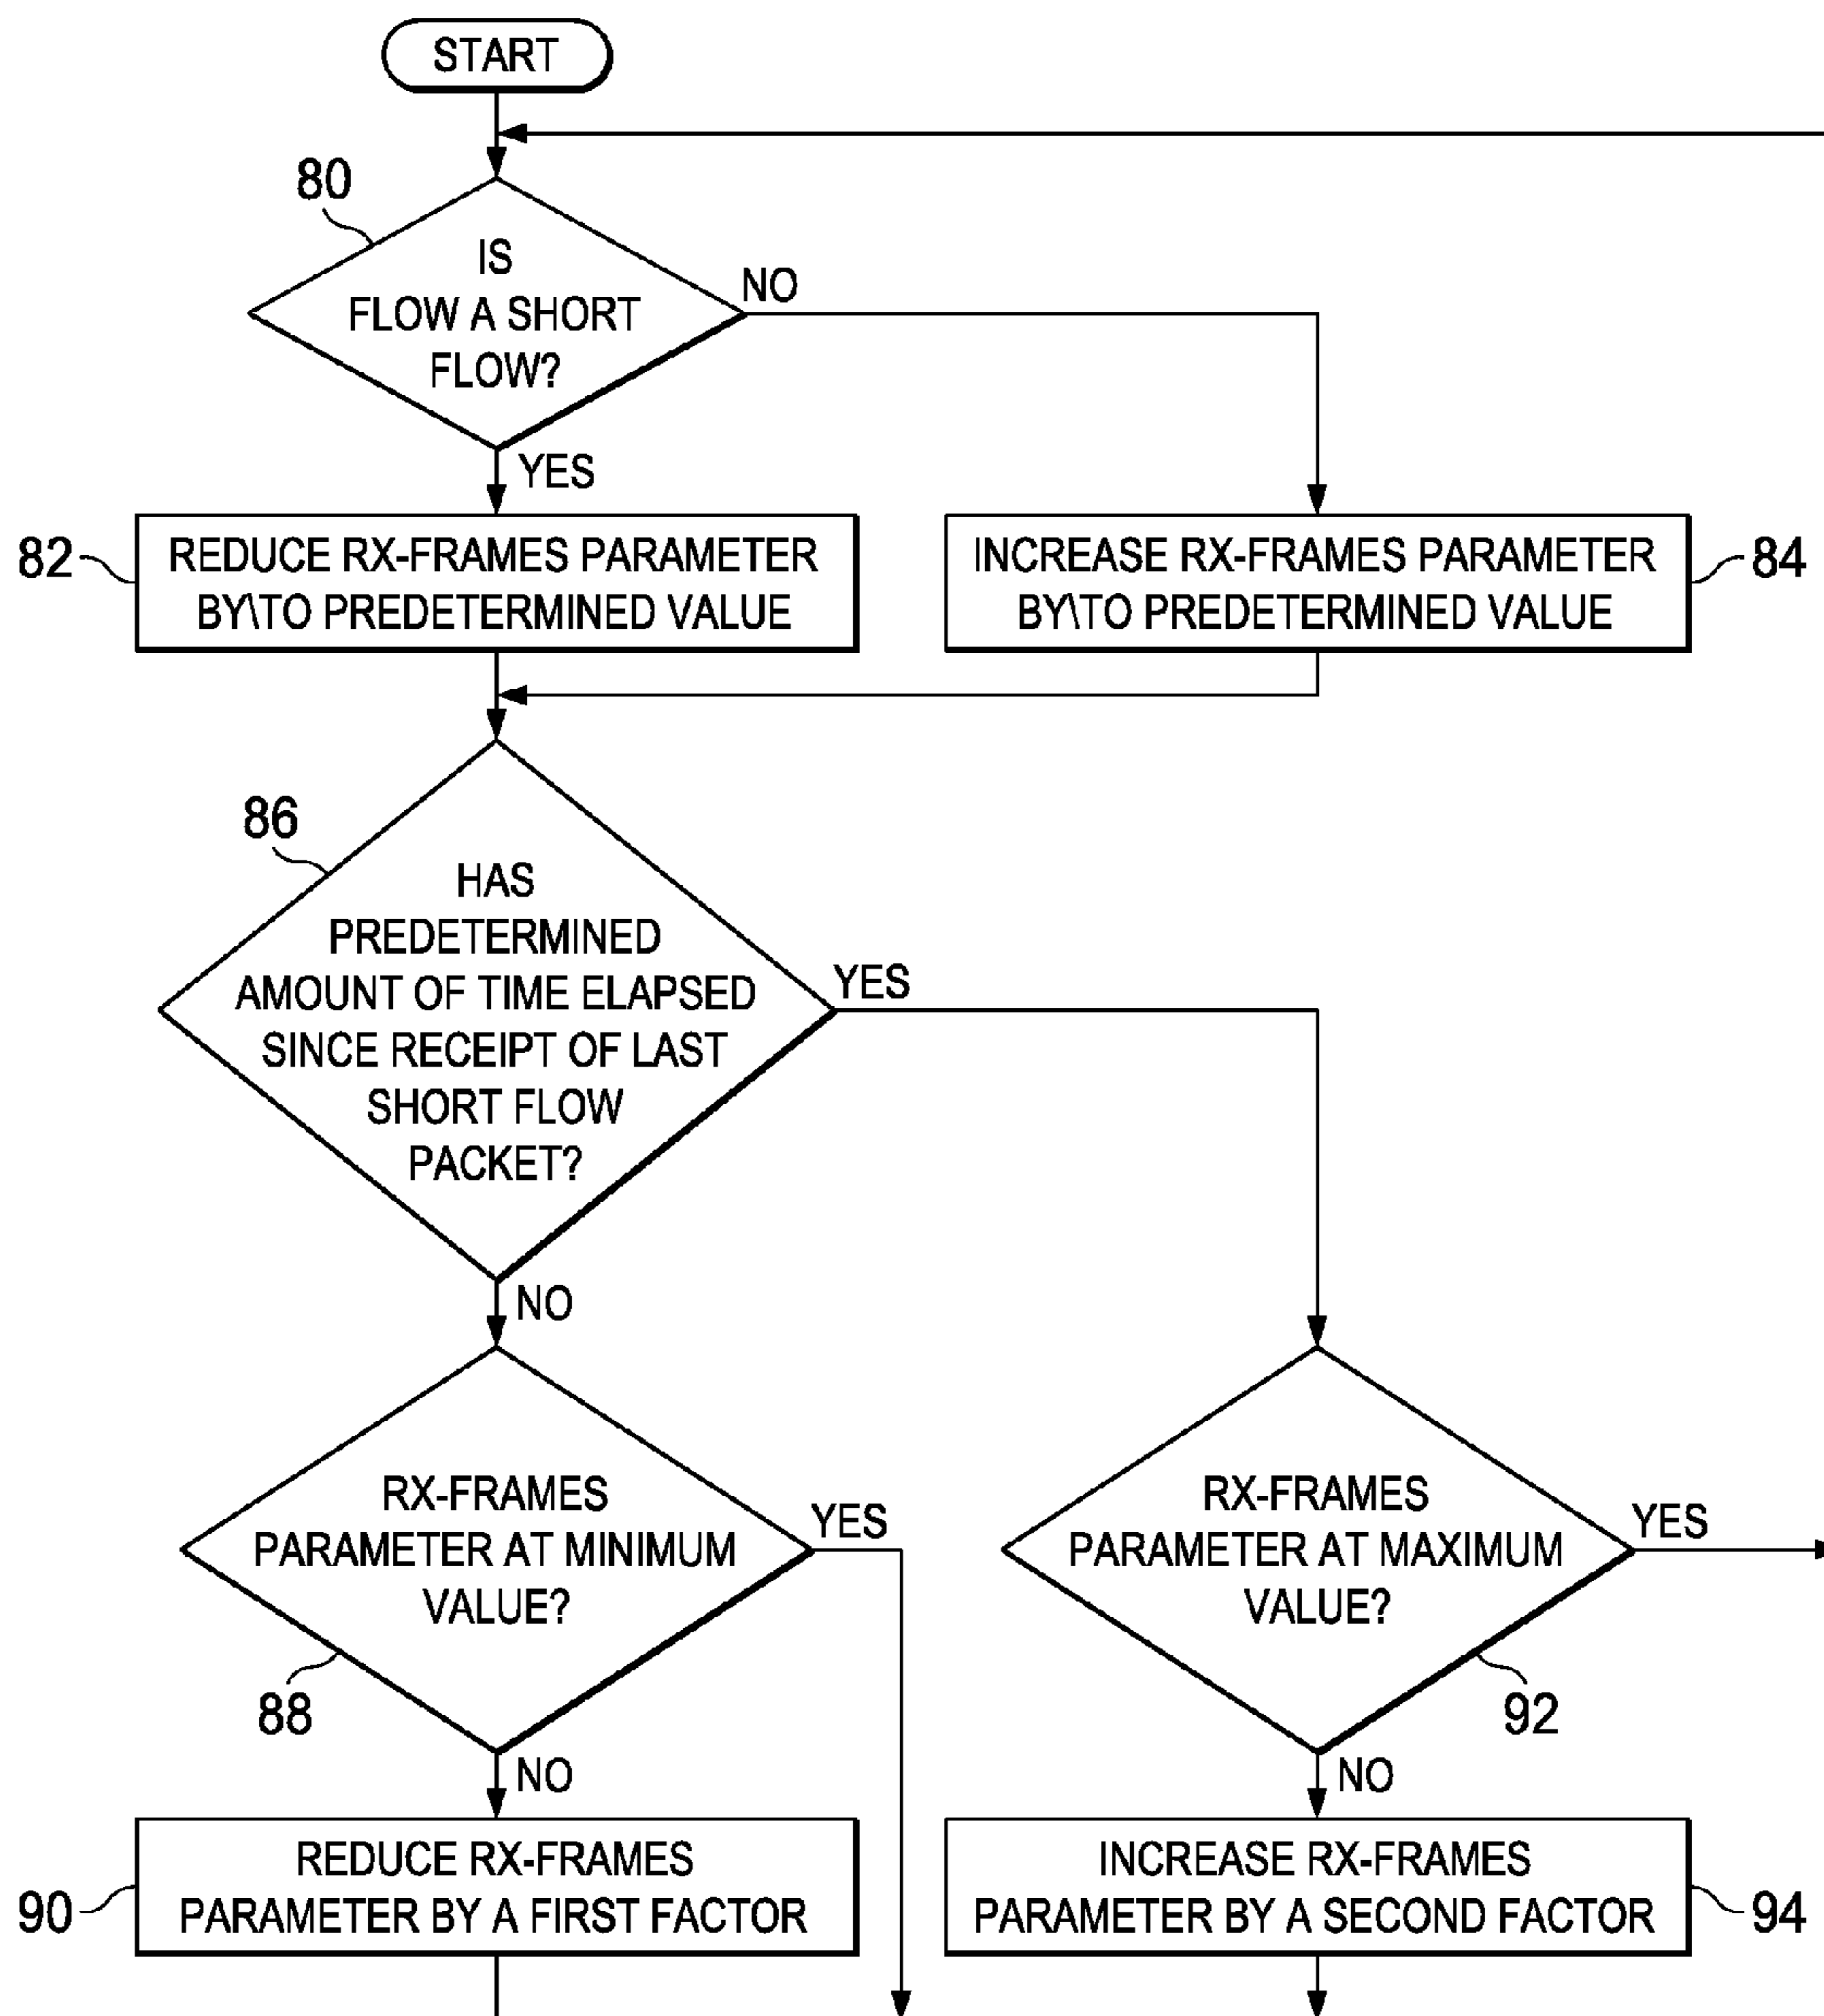 START
80
IS
FLOW A SHORT
FLOW?
NO
YES
82
REDUCE RX-FRAMES PARAMETER
BY\TO PREDETERMINED VALUE
INCREASE RX-FRAMES PARAMETER
BY\TO PREDETERMINED VALUE
84
86
HAS
PREDETERMINED
AMOUNT OF TIME ELAPSED
SINCE RECEIPT OF LAST
SHORT FLOW
PACKET?
YES
NO
RX-FRAMES
PARAMETER AT MINIMUM
VALUE?
YES
88
NO
RX-FRAMES
PARAMETER AT MAXIMUM
VALUE?
YES
92
NO
90
REDUCE RX-FRAMES
PARAMETER BY A FIRST FACTOR
INCREASE RX-FRAMES
PARAMETER BY A SECOND FACTOR
94